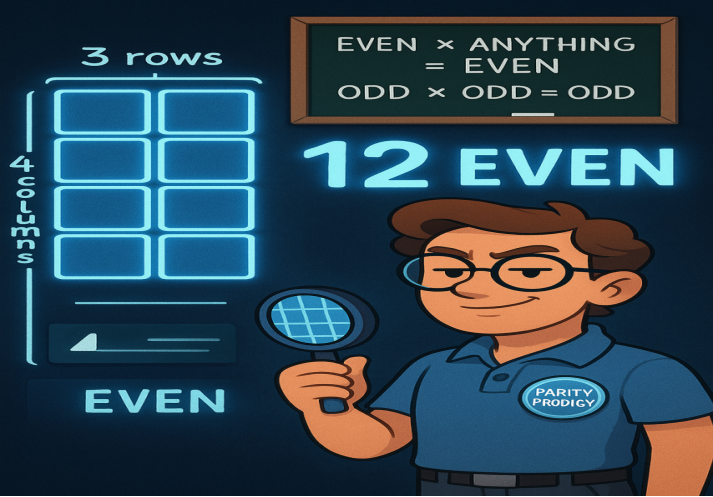 3 rows
4 columns
EVEN
EVEN × ANYTHING
= EVEN
ODD × ODD = ODD
12 EVEN
PARITY
PRODIGY